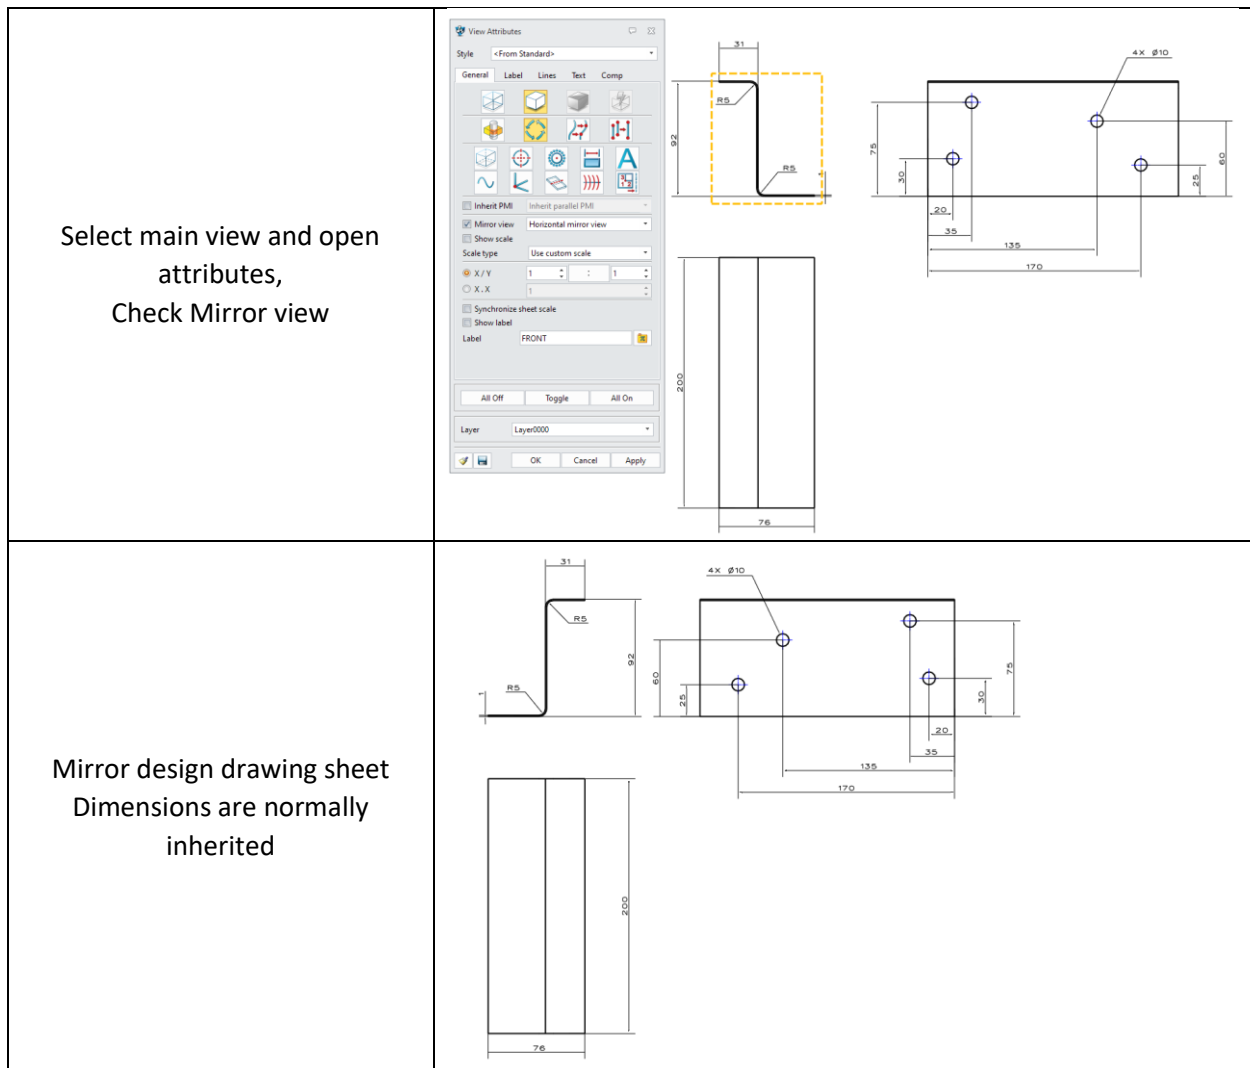 Select main view and open
attributes,
Check Mirror view
View Attributes
Style <From Standard>
General Label Lines Text Comp
Inherit PMI Inherit parallel PMI
Mirror view Horizontal mirror view
Show scale
Scale type Use custom scale
X / Y 1 : 1
X . X 1
Synchronize sheet scale
Show label
Label FRONT
All Off Toggle All On
Layer Layer0000
OK Cancel Apply
31
R5
92
R5
1
200
76
4X Ø10
75
30
60
25
20
35
135
170
Mirror design drawing sheet
Dimensions are normally
inherited
31
R5
92
R5
1
200
76
4X Ø10
60
25
75
30
20
35
135
170